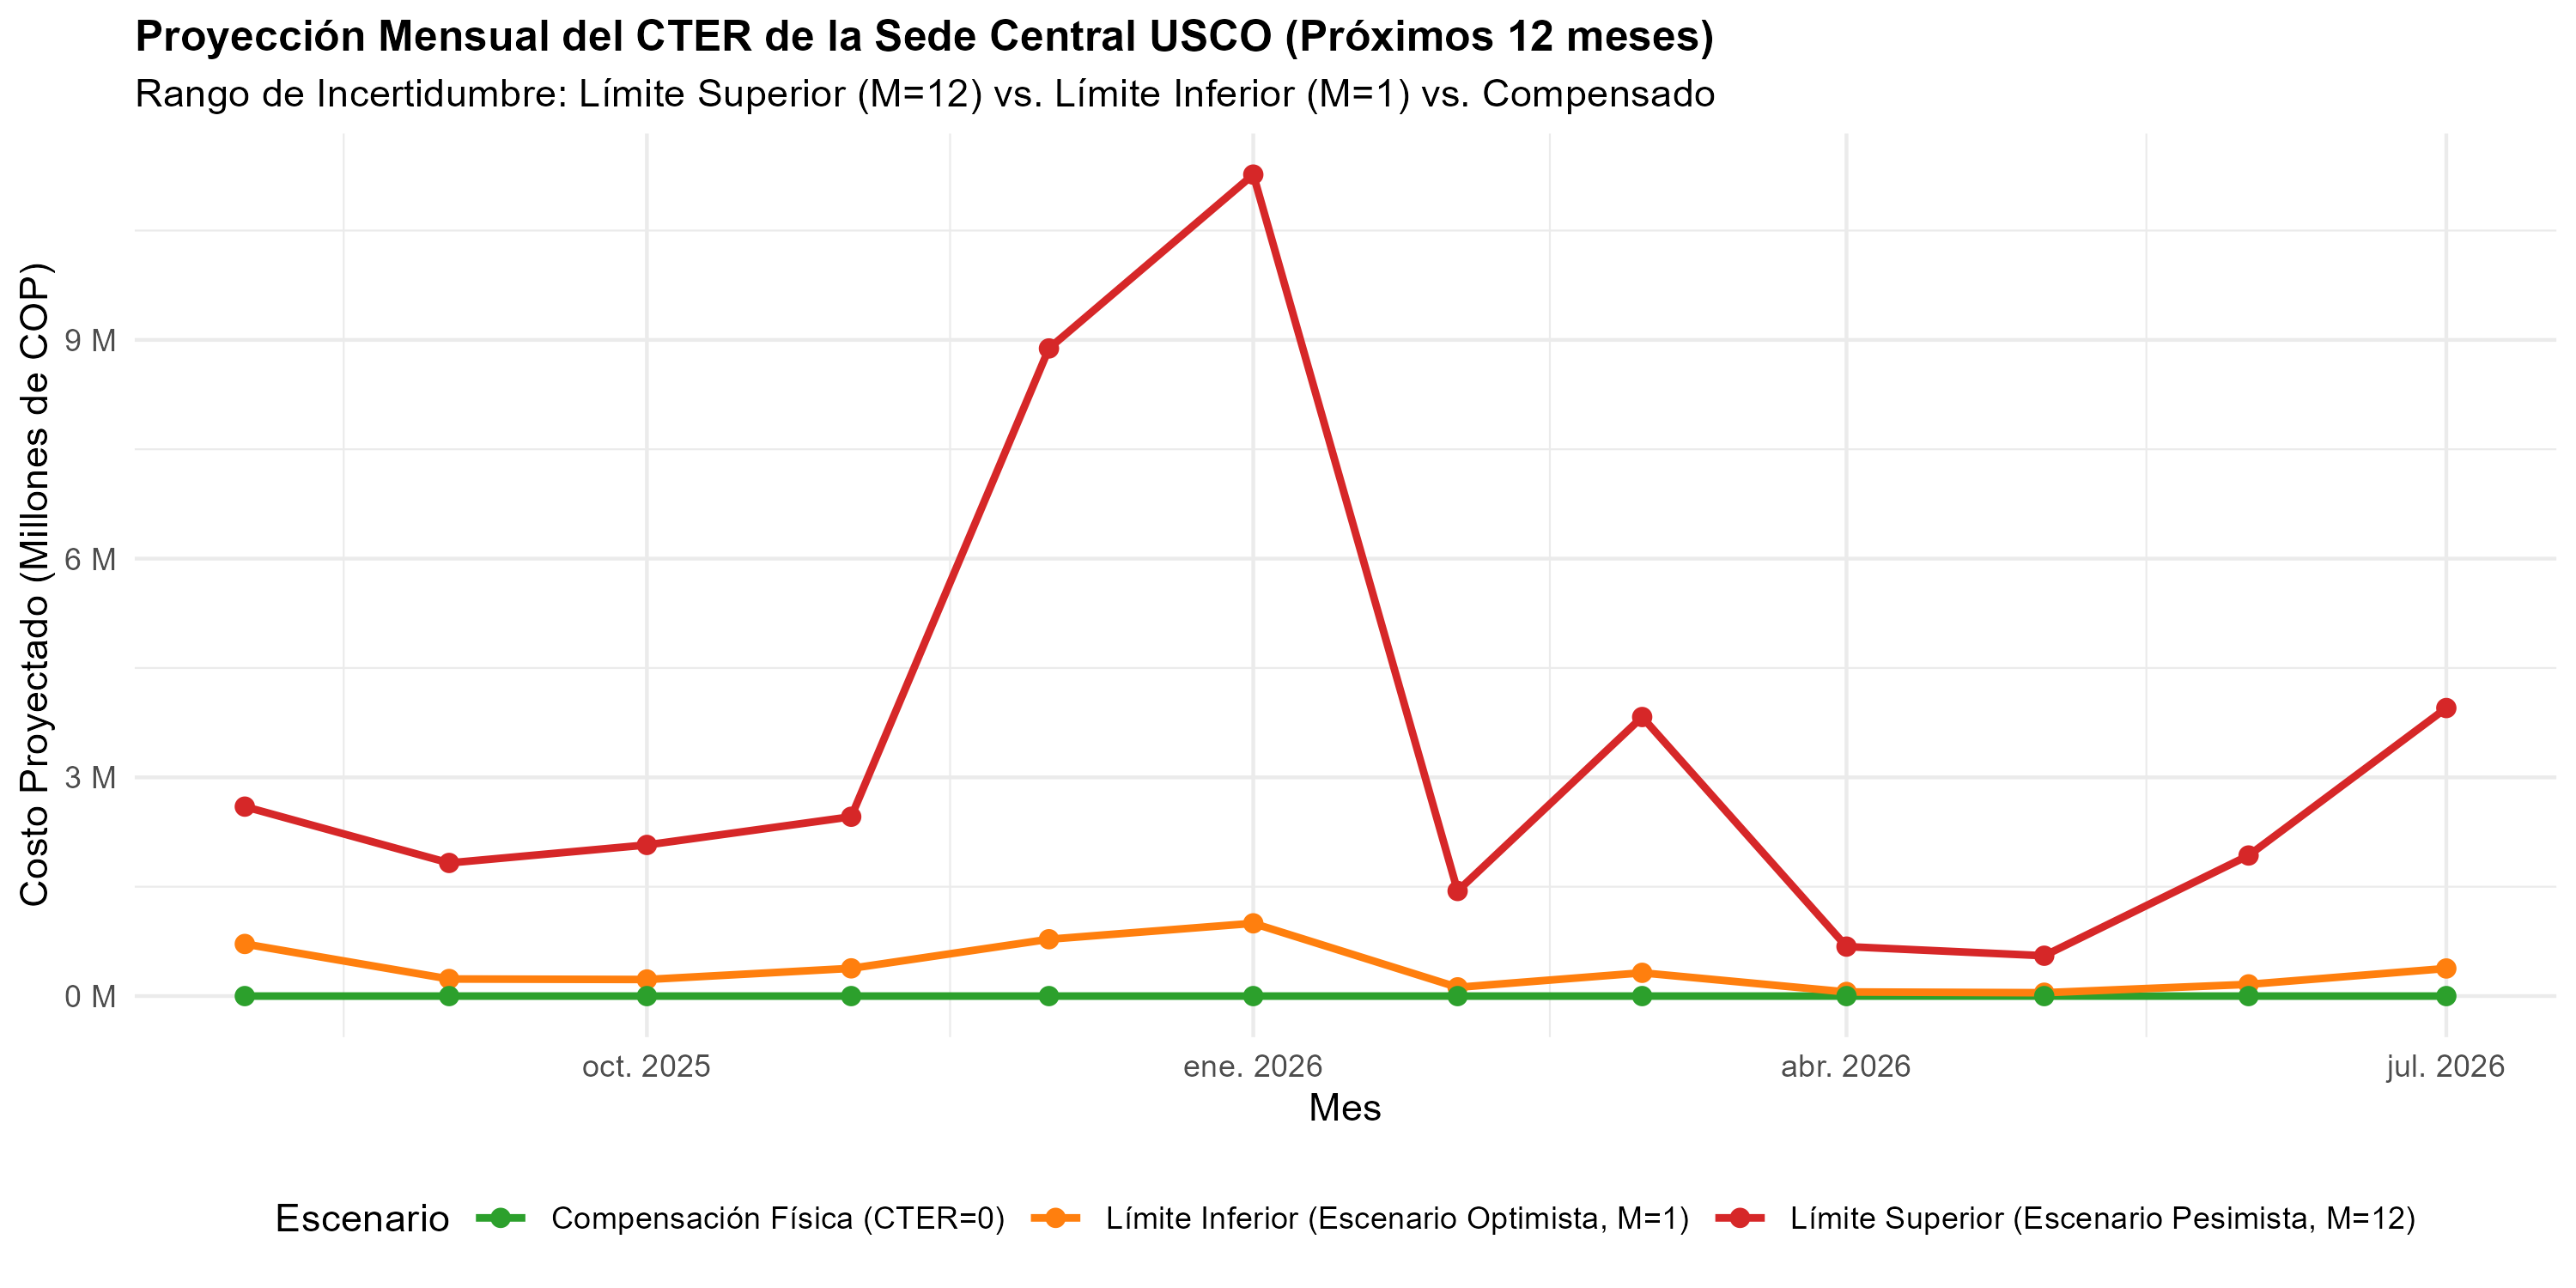 Proyección Mensual del CTER de la Sede Central USCO (Próximos 12 meses)
Rango de Incertidumbre: Límite Superior (M=12) vs. Límite Inferior (M=1) vs. Compensado
Costo Proyectado (Millones de COP)
9 M
6 M
3 M
0 M
oct. 2025
ene. 2026
abr. 2026
jul. 2026
Mes
Escenario
Compensación Física (CTER=0)
Límite Inferior (Escenario Optimista, M=1)
Límite Superior (Escenario Pesimista, M=12)